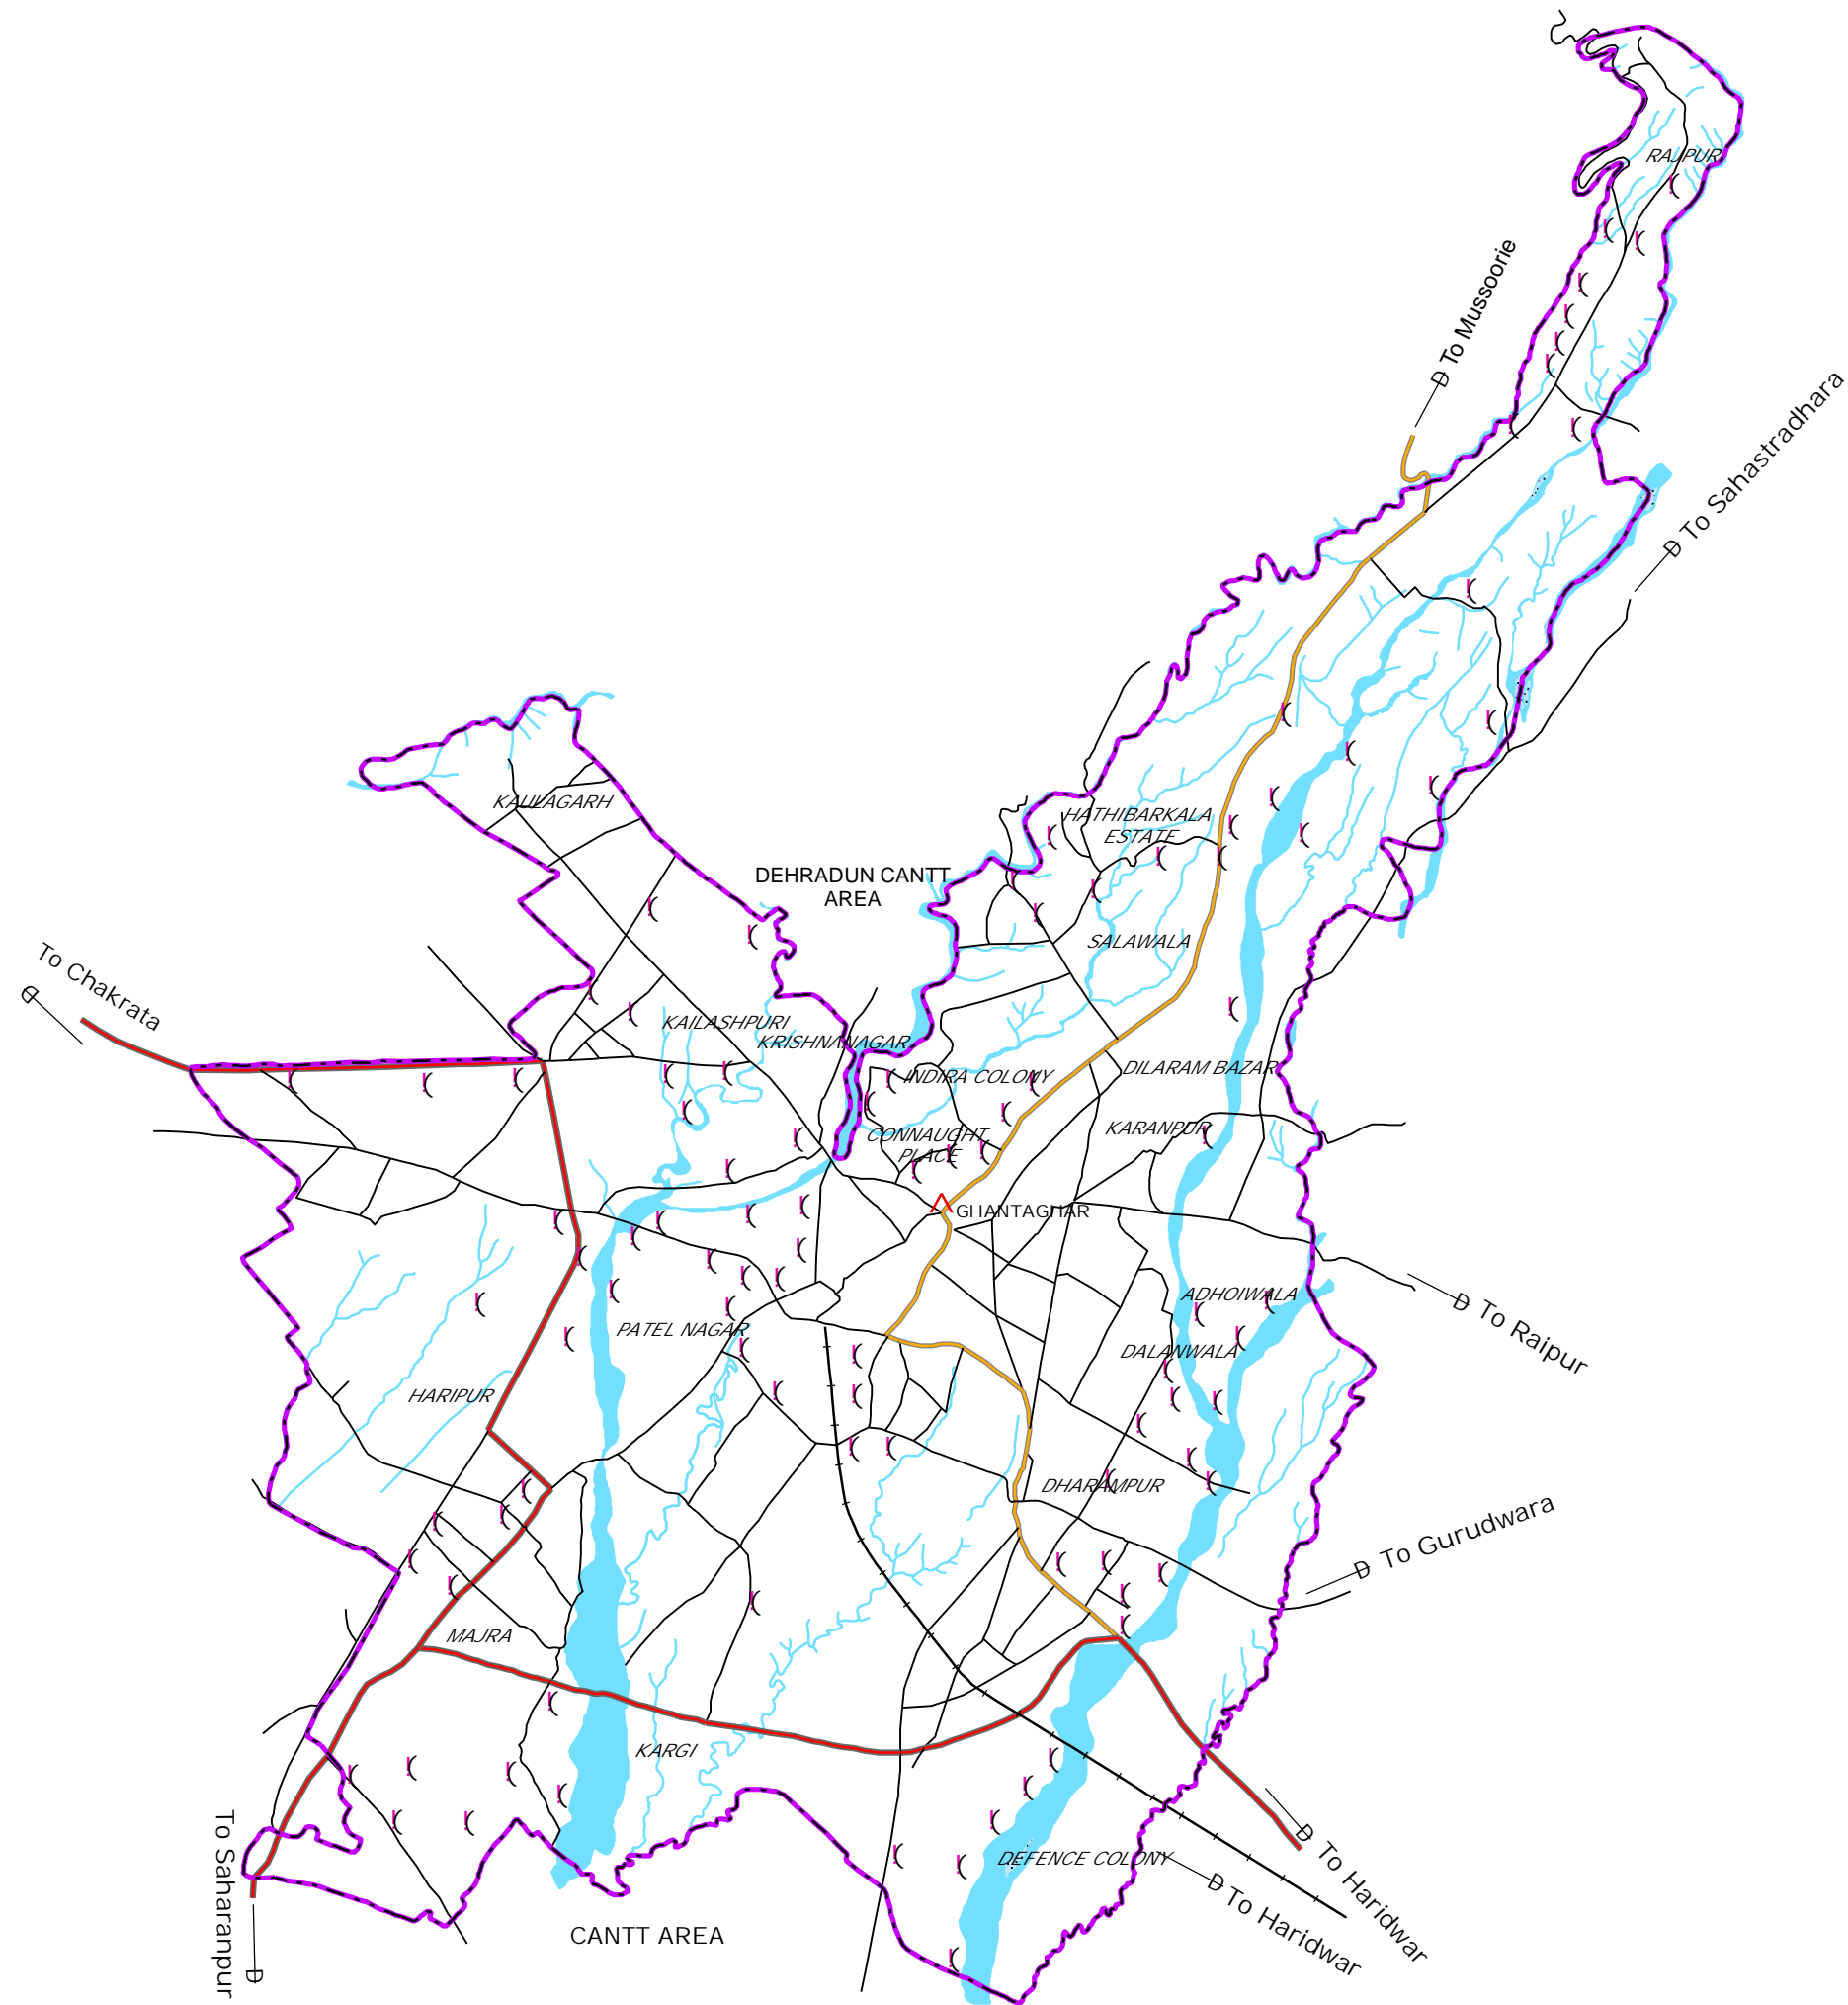 RAJPUR
To Mussoorie
To Sahastradhara
KAULAGARH
HATHIBARKALA
ESTATE
DEHRADUN CANTT
AREA
SALAWALA
To Chakrata
KAILASHPURI
KRISHNANAGAR
INDIRA COLONY
DILARAM BAZAR
CONNAUGHT
PLACE
KARANPUR
GHANTAGHAR
ADHOIWALA
To Raipur
PATEL NAGAR
DALANWALA
HARIPUR
DHARAMPUR
To Gurudwara
MAJRA
KARGI
To Saharanpur
DEFENCE COLONY
To Haridwar
To Haridwar
CANTT AREA